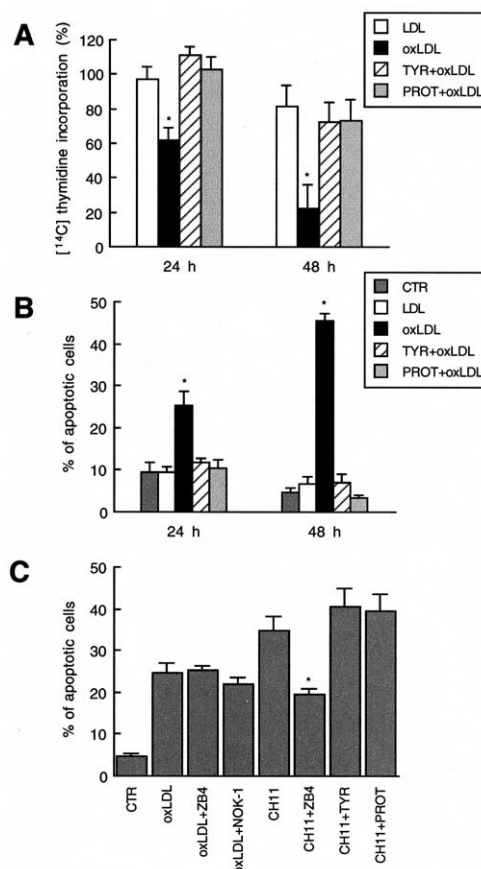 A
[¹⁴C] thymidine incorporation (%)
120
100
80
60
40
20
0
*
*
24 h
48 h
LDL
oxLDL
TYR+oxLDL
PROT+oxLDL
B
% of apoptotic cells
50
40
30
20
10
0
*
*
24 h
48 h
CTR
LDL
oxLDL
TYR+oxLDL
PROT+oxLDL
C
% of apoptotic cells
50
40
30
20
10
0
*
CTR
oxLDL
oxLDL+ZB4
oxLDL+NOK-1
CH11
CH11+ZB4
CH11+TYR
CH11+PROT